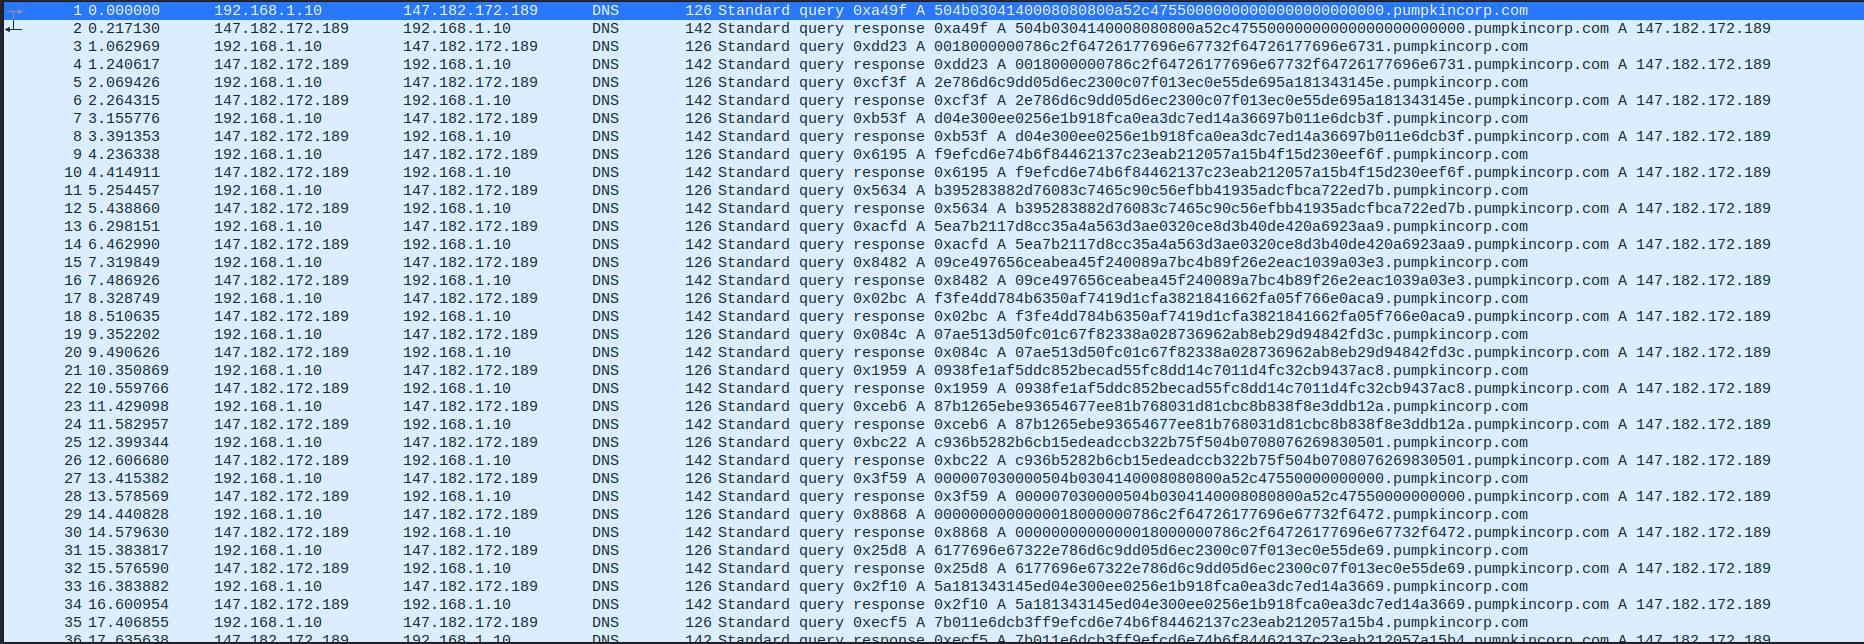 1 0.000000 192.168.1.10 147.182.172.189 DNS 126 Standard query 0xa49f A 504b0304140008080800a52c47550000000000000000000000.pumpkincorp.com
2 0.217130 147.182.172.189 192.168.1.10 DNS 142 Standard query response 0xa49f A 504b0304140008080800a52c47550000000000000000000000.pumpkincorp.com A 147.182.172.189
3 1.062969 192.168.1.10 147.182.172.189 DNS 126 Standard query 0xdd23 A 0018000000786c2f64726177696e67732f64726177696e6731.pumpkincorp.com
4 1.240617 147.182.172.189 192.168.1.10 DNS 142 Standard query response 0xdd23 A 0018000000786c2f64726177696e67732f64726177696e6731.pumpkincorp.com A 147.182.172.189
5 2.069426 192.168.1.10 147.182.172.189 DNS 126 Standard query 0xcf3f A 2e786d6c9dd05d6ec2300c07f013ec0e55de695a181343145e.pumpkincorp.com
6 2.264315 147.182.172.189 192.168.1.10 DNS 142 Standard query response 0xcf3f A 2e786d6c9dd05d6ec2300c07f013ec0e55de695a181343145e.pumpkincorp.com A 147.182.172.189
7 3.155776 192.168.1.10 147.182.172.189 DNS 126 Standard query 0xb53f A d04e300ee0256e1b918fca0ea3dc7ed14a36697b011e6dcb3f.pumpkincorp.com
8 3.391353 147.182.172.189 192.168.1.10 DNS 142 Standard query response 0xb53f A d04e300ee0256e1b918fca0ea3dc7ed14a36697b011e6dcb3f.pumpkincorp.com A 147.182.172.189
9 4.236338 192.168.1.10 147.182.172.189 DNS 126 Standard query 0x6195 A f9efcd6e74b6f84462137c23eab212057a15b4f15d230eef6f.pumpkincorp.com
10 4.414911 147.182.172.189 192.168.1.10 DNS 142 Standard query response 0x6195 A f9efcd6e74b6f84462137c23eab212057a15b4f15d230eef6f.pumpkincorp.com A 147.182.172.189
11 5.254457 192.168.1.10 147.182.172.189 DNS 126 Standard query 0x5634 A b395283882d76083c7465c90c56efbb41935adcfbca722ed7b.pumpkincorp.com
12 5.438860 147.182.172.189 192.168.1.10 DNS 142 Standard query response 0x5634 A b395283882d76083c7465c90c56efbb41935adcfbca722ed7b.pumpkincorp.com A 147.182.172.189
13 6.298151 192.168.1.10 147.182.172.189 DNS 126 Standard query 0xacfd A 5ea7b2117d8cc35a4a563d3ae0320ce8d3b40de420a6923aa9.pumpkincorp.com
14 6.462990 147.182.172.189 192.168.1.10 DNS 142 Standard query response 0xacfd A 5ea7b2117d8cc35a4a563d3ae0320ce8d3b40de420a6923aa9.pumpkincorp.com A 147.182.172.189
15 7.319849 192.168.1.10 147.182.172.189 DNS 126 Standard query 0x8482 A 09ce497656ceabea45f240089a7bc4b89f26e2eac1039a03e3.pumpkincorp.com
16 7.486926 147.182.172.189 192.168.1.10 DNS 142 Standard query response 0x8482 A 09ce497656ceabea45f240089a7bc4b89f26e2eac1039a03e3.pumpkincorp.com A 147.182.172.189
17 8.328749 192.168.1.10 147.182.172.189 DNS 126 Standard query 0x02bc A f3fe4dd784b6350af7419d1cfa3821841662fa05f766e0aca9.pumpkincorp.com
18 8.510635 147.182.172.189 192.168.1.10 DNS 142 Standard query response 0x02bc A f3fe4dd784b6350af7419d1cfa3821841662fa05f766e0aca9.pumpkincorp.com A 147.182.172.189
19 9.352202 192.168.1.10 147.182.172.189 DNS 126 Standard query 0x084c A 07ae513d50fc01c67f82338a028736962ab8eb29d94842fd3c.pumpkincorp.com
20 9.490626 147.182.172.189 192.168.1.10 DNS 142 Standard query response 0x084c A 07ae513d50fc01c67f82338a028736962ab8eb29d94842fd3c.pumpkincorp.com A 147.182.172.189
21 10.350869 192.168.1.10 147.182.172.189 DNS 126 Standard query 0x1959 A 0938fe1af5ddc852becad55fc8dd14c7011d4fc32cb9437ac8.pumpkincorp.com
22 10.559766 147.182.172.189 192.168.1.10 DNS 142 Standard query response 0x1959 A 0938fe1af5ddc852becad55fc8dd14c7011d4fc32cb9437ac8.pumpkincorp.com A 147.182.172.189
23 11.429098 192.168.1.10 147.182.172.189 DNS 126 Standard query 0xceb6 A 87b1265ebe93654677ee81b768031d81cbc8b838f8e3ddb12a.pumpkincorp.com
24 11.582957 147.182.172.189 192.168.1.10 DNS 142 Standard query response 0xceb6 A 87b1265ebe93654677ee81b768031d81cbc8b838f8e3ddb12a.pumpkincorp.com A 147.182.172.189
25 12.399344 192.168.1.10 147.182.172.189 DNS 126 Standard query 0xbc22 A c936b5282b6cb15edeadccb322b75f504b0708076269830501.pumpkincorp.com
26 12.606680 147.182.172.189 192.168.1.10 DNS 142 Standard query response 0xbc22 A c936b5282b6cb15edeadccb322b75f504b0708076269830501.pumpkincorp.com A 147.182.172.189
27 13.415382 192.168.1.10 147.182.172.189 DNS 126 Standard query 0x3f59 A 000007030000504b0304140008080800a52c47550000000000.pumpkincorp.com
28 13.578569 147.182.172.189 192.168.1.10 DNS 142 Standard query response 0x3f59 A 000007030000504b0304140008080800a52c47550000000000.pumpkincorp.com A 147.182.172.189
29 14.440828 192.168.1.10 147.182.172.189 DNS 126 Standard query 0x8868 A 0000000000000018000000786c2f64726177696e67732f6472.pumpkincorp.com
30 14.579630 147.182.172.189 192.168.1.10 DNS 142 Standard query response 0x8868 A 0000000000000018000000786c2f64726177696e67732f6472.pumpkincorp.com A 147.182.172.189
31 15.383817 192.168.1.10 147.182.172.189 DNS 126 Standard query 0x25d8 A 6177696e67322e786d6c9dd05d6ec2300c07f013ec0e55de69.pumpkincorp.com
32 15.576590 147.182.172.189 192.168.1.10 DNS 142 Standard query response 0x25d8 A 6177696e67322e786d6c9dd05d6ec2300c07f013ec0e55de69.pumpkincorp.com A 147.182.172.189
33 16.383882 192.168.1.10 147.182.172.189 DNS 126 Standard query 0x2f10 A 5a181343145ed04e300ee0256e1b918fca0ea3dc7ed14a3669.pumpkincorp.com
34 16.600954 147.182.172.189 192.168.1.10 DNS 142 Standard query response 0x2f10 A 5a181343145ed04e300ee0256e1b918fca0ea3dc7ed14a3669.pumpkincorp.com A 147.182.172.189
35 17.406855 192.168.1.10 147.182.172.189 DNS 126 Standard query 0xecf5 A 7b011e6dcb3ff9efcd6e74b6f84462137c23eab212057a15b4.pumpkincorp.com
36 17.635638 147.182.172.189 192.168.1.10 DNS 142 Standard query response 0xecf5 A 7b011e6dcb3ff9efcd6e74b6f84462137c23eab212057a15b4.pumpkincorp.com A 147.182.172.189